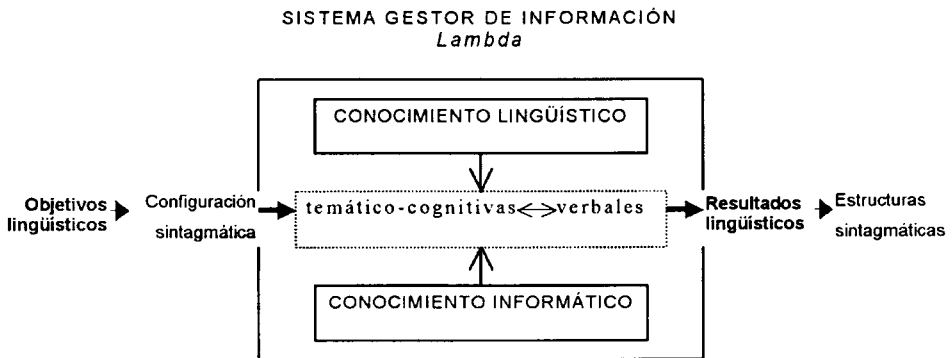 SISTEMA GESTOR DE INFORMACIÓN
Lambda
CONOCIMIENTO LINGÜÍSTICO
Objetivos
lingüísticos
Configuración
sintagmática
temático-cognitivas verbales
Resultados
lingüísticos
Estructuras
sintagmáticas
CONOCIMIENTO INFORMÁTICO